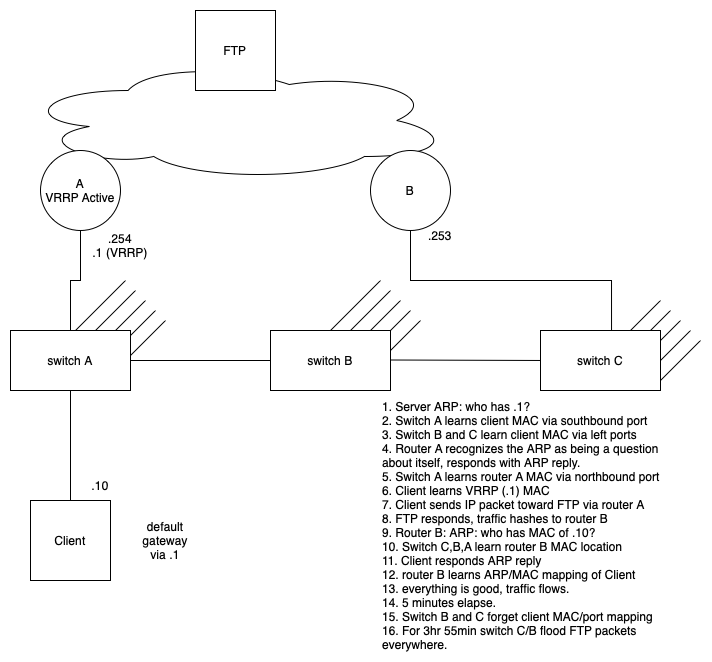 FTP
A
VRRP Active
B
.254
.1 (VRRP)
.253
switch A
switch B
switch C
1. Server ARP: who has .1?
2. Switch A learns client MAC via southbound port
3. Switch B and C learn client MAC via left ports
4. Router A recognizes the ARP as being a question
about itself, responds with ARP reply.
5. Switch A learns router A MAC via northbound port
6. Client learns VRRP (.1) MAC
7. Client sends IP packet toward FTP via router A
8. FTP responds, traffic hashes to router B
9. Router B: ARP: who has MAC of .10?
10. Switch C,B,A learn router B MAC location
11. Client responds ARP reply
12. router B learns ARP/MAC mapping of Client
13. everything is good, traffic flows.
14. 5 minutes elapse.
15. Switch B and C forget client MAC/port mapping
16. For 3hr 55min switch C/B flood FTP packets
everywhere.
.10
Client
default
gateway
via .1